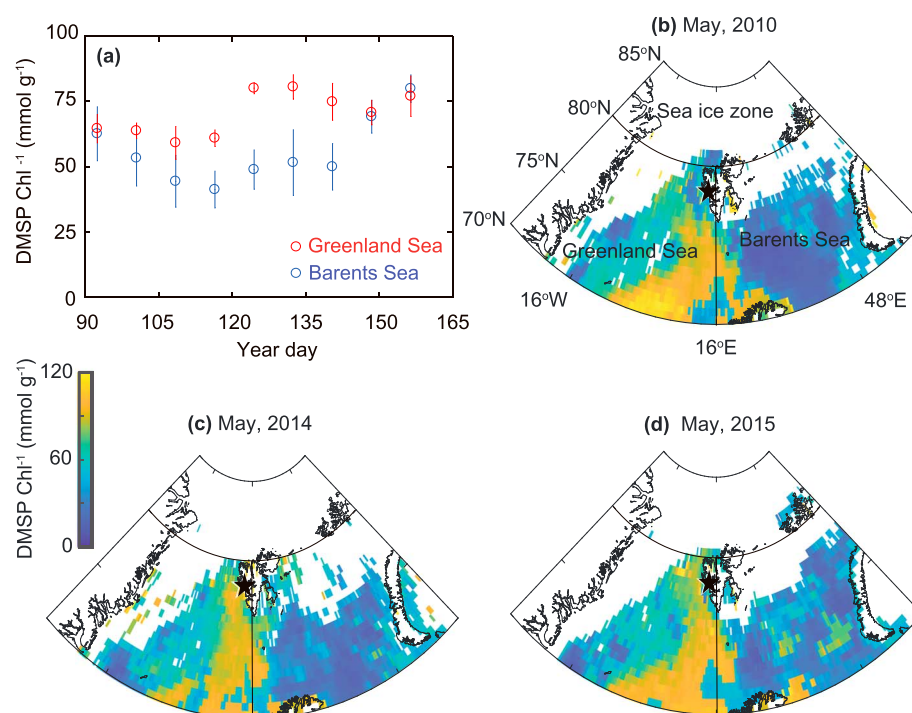 (a)
DMSP Chl⁻¹ (mmol g⁻¹)
100
75
50
25
0
90 105 120 135 150 165
Year day
Greenland Sea
Barents Sea
(b) May, 2010
85°N
80°N
75°N
70°N
Sea ice zone
Greenland Sea
Barents Sea
16°W
16°E
48°E
DMSP Chl⁻¹ (mmol g⁻¹)
120
60
0
(c) May, 2014
(d) May, 2015